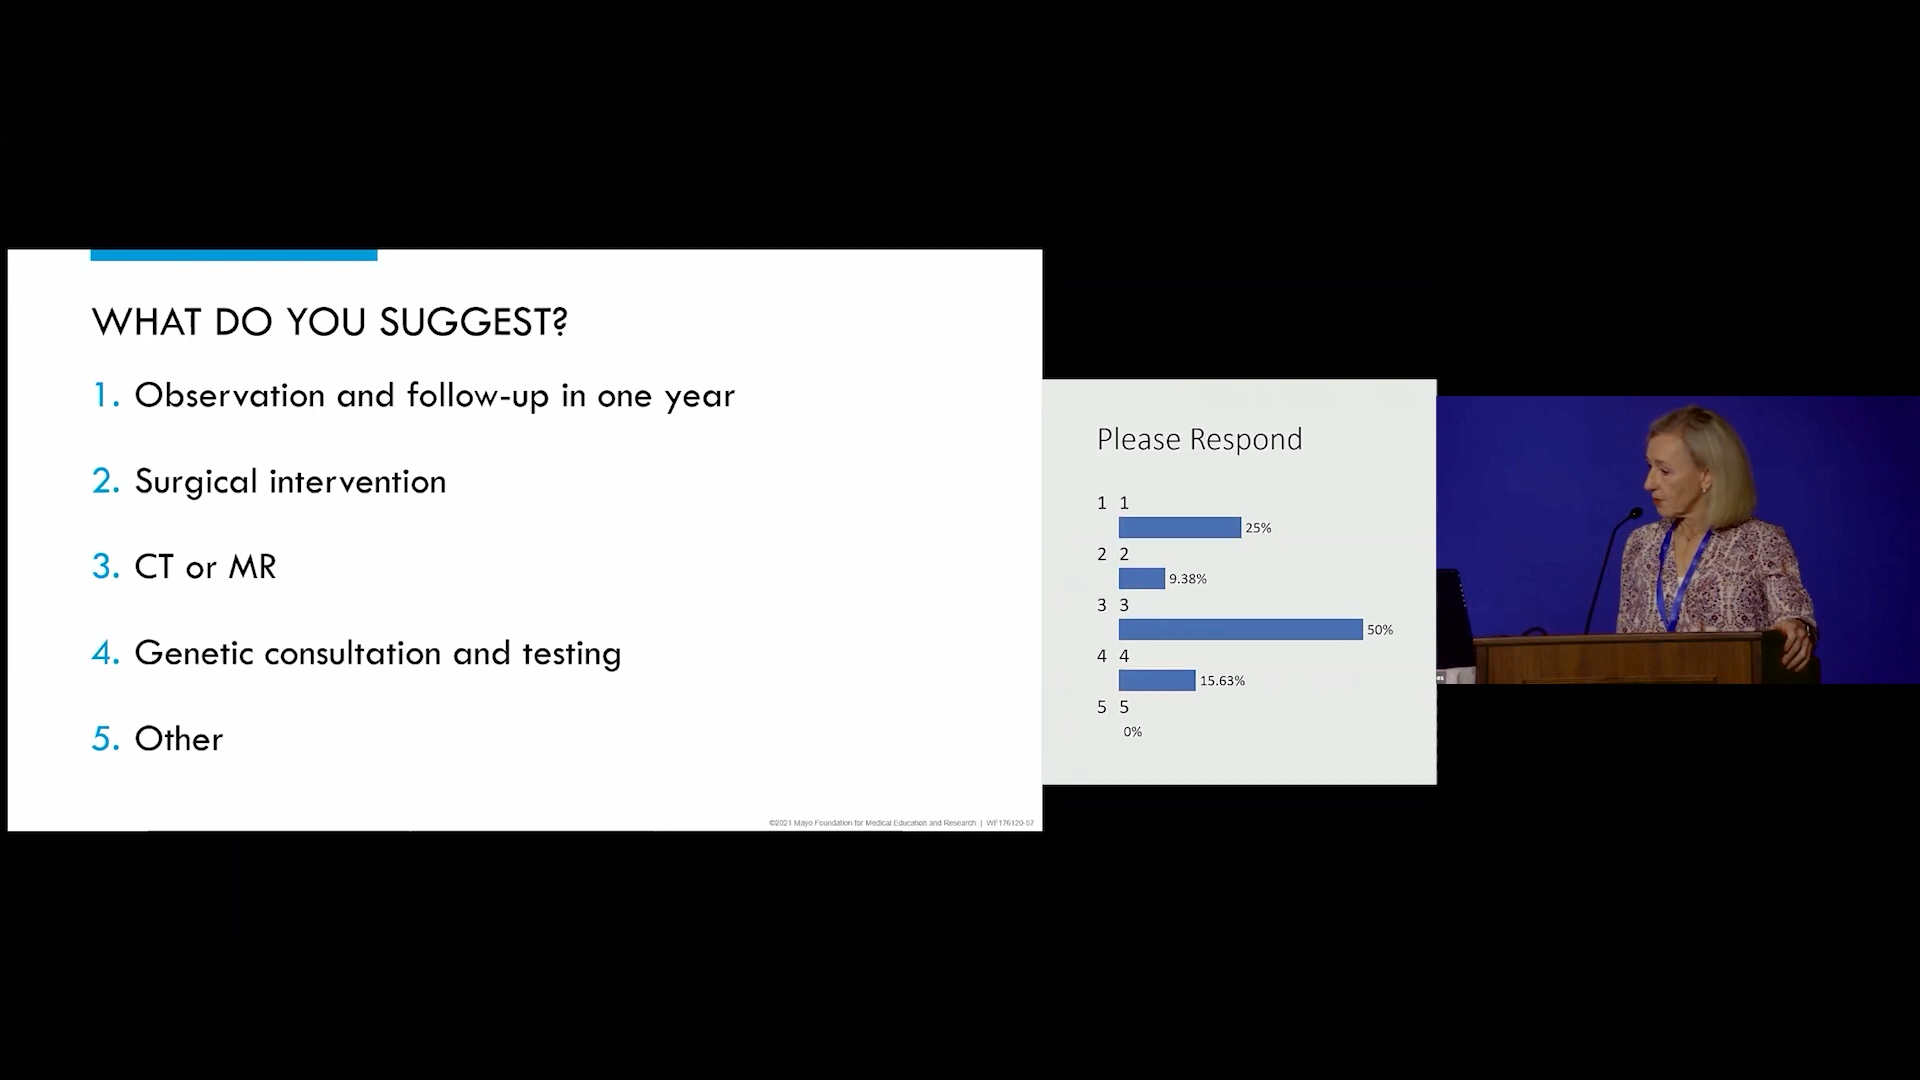 WHAT DO YOU SUGGEST?
1. Observation and follow-up in one year
2. Surgical intervention
3. CT or MR
4. Genetic consultation and testing
5. Other
©2021 Mayo Foundation for Medical Education and Research | WF176120-57
Please Respond
1 1
25%
2 2
9.38%
3 3
50%
4 4
15.63%
5 5
0%